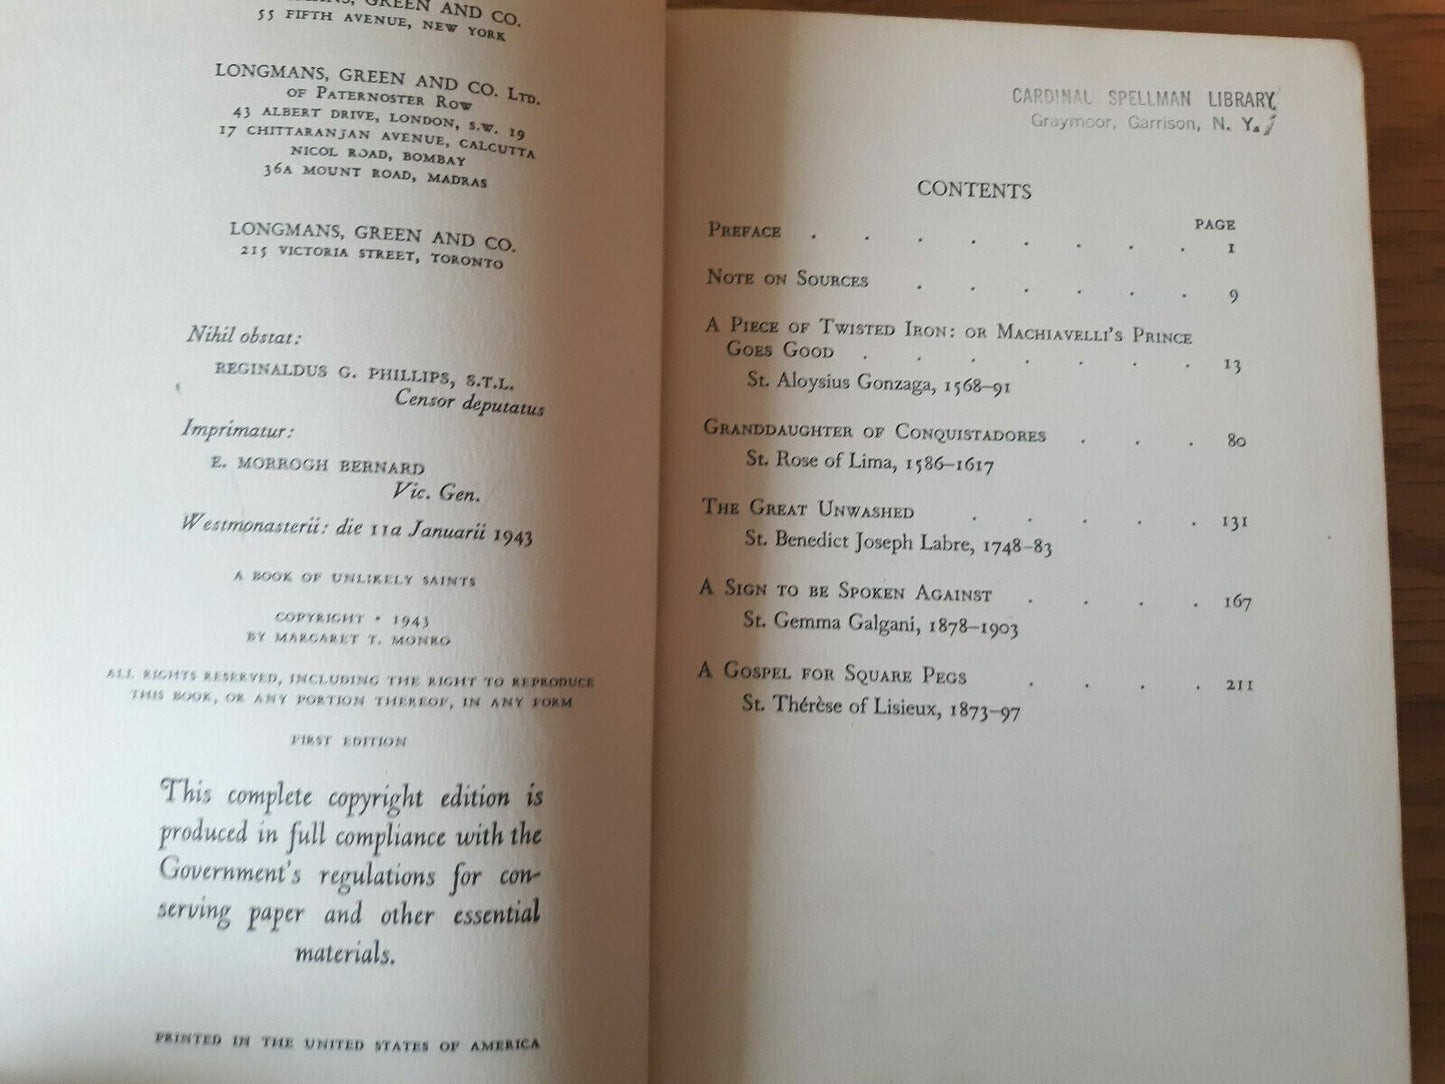 GREEN AND CO.
55 FIFTH AVENUE, NEW YORK
LONGMANS, GREEN AND CO. LTD.
OF PATERNOSTER ROW
43 ALBERT DRIVE, LONDON, S.W. 19
17 CHITTARANJAN AVENUE, CALCUTTA
NICOL ROAD, BOMBAY
36A MOUNT ROAD, MADRAS
LONGMANS, GREEN AND CO.
215 VICTORIA STREET, TORONTO
Nihil obstat:
REGINALDUS G. PHILLIPS, S.T.L.
Censor deputatus
Imprimatur:
E. MORROGH BERNARD
Vic. Gen.
Westmonasterii: die 11a Januarii 1943
A BOOK OF UNLIKELY SAINTS
COPYRIGHT · 1943
BY MARGARET T. MONRO
ALL RIGHTS RESERVED, INCLUDING THE RIGHT TO REPRODUCE
THIS BOOK, OR ANY PORTION THEREOF, IN ANY FORM
FIRST EDITION
This complete copyright edition is
produced in full compliance with the
Government's regulations for con-
serving paper and other essential
materials.
PRINTED IN THE UNITED STATES OF AMERICA
CARDINAL SPELLMAN LIBRARY
Graymoor, Garrison, N. Y.
CONTENTS
PAGE
PREFACE . . . . . . . . 1
NOTE ON SOURCES . . . . . . 9
A PIECE OF TWISTED IRON: OR MACHIAVELLI'S PRINCE
GOES GOOD . . . . . . . 13
St. Aloysius Gonzaga, 1568–91
GRANDDAUGHTER OF CONQUISTADORES . . . 80
St. Rose of Lima, 1586–1617
THE GREAT UNWASHED . . . . . 131
St. Benedict Joseph Labre, 1748–83
A SIGN TO BE SPOKEN AGAINST . . . . 167
St. Gemma Galgani, 1878–1903
A GOSPEL FOR SQUARE PEGS . . . . 211
St. Thérèse of Lisieux, 1873–97